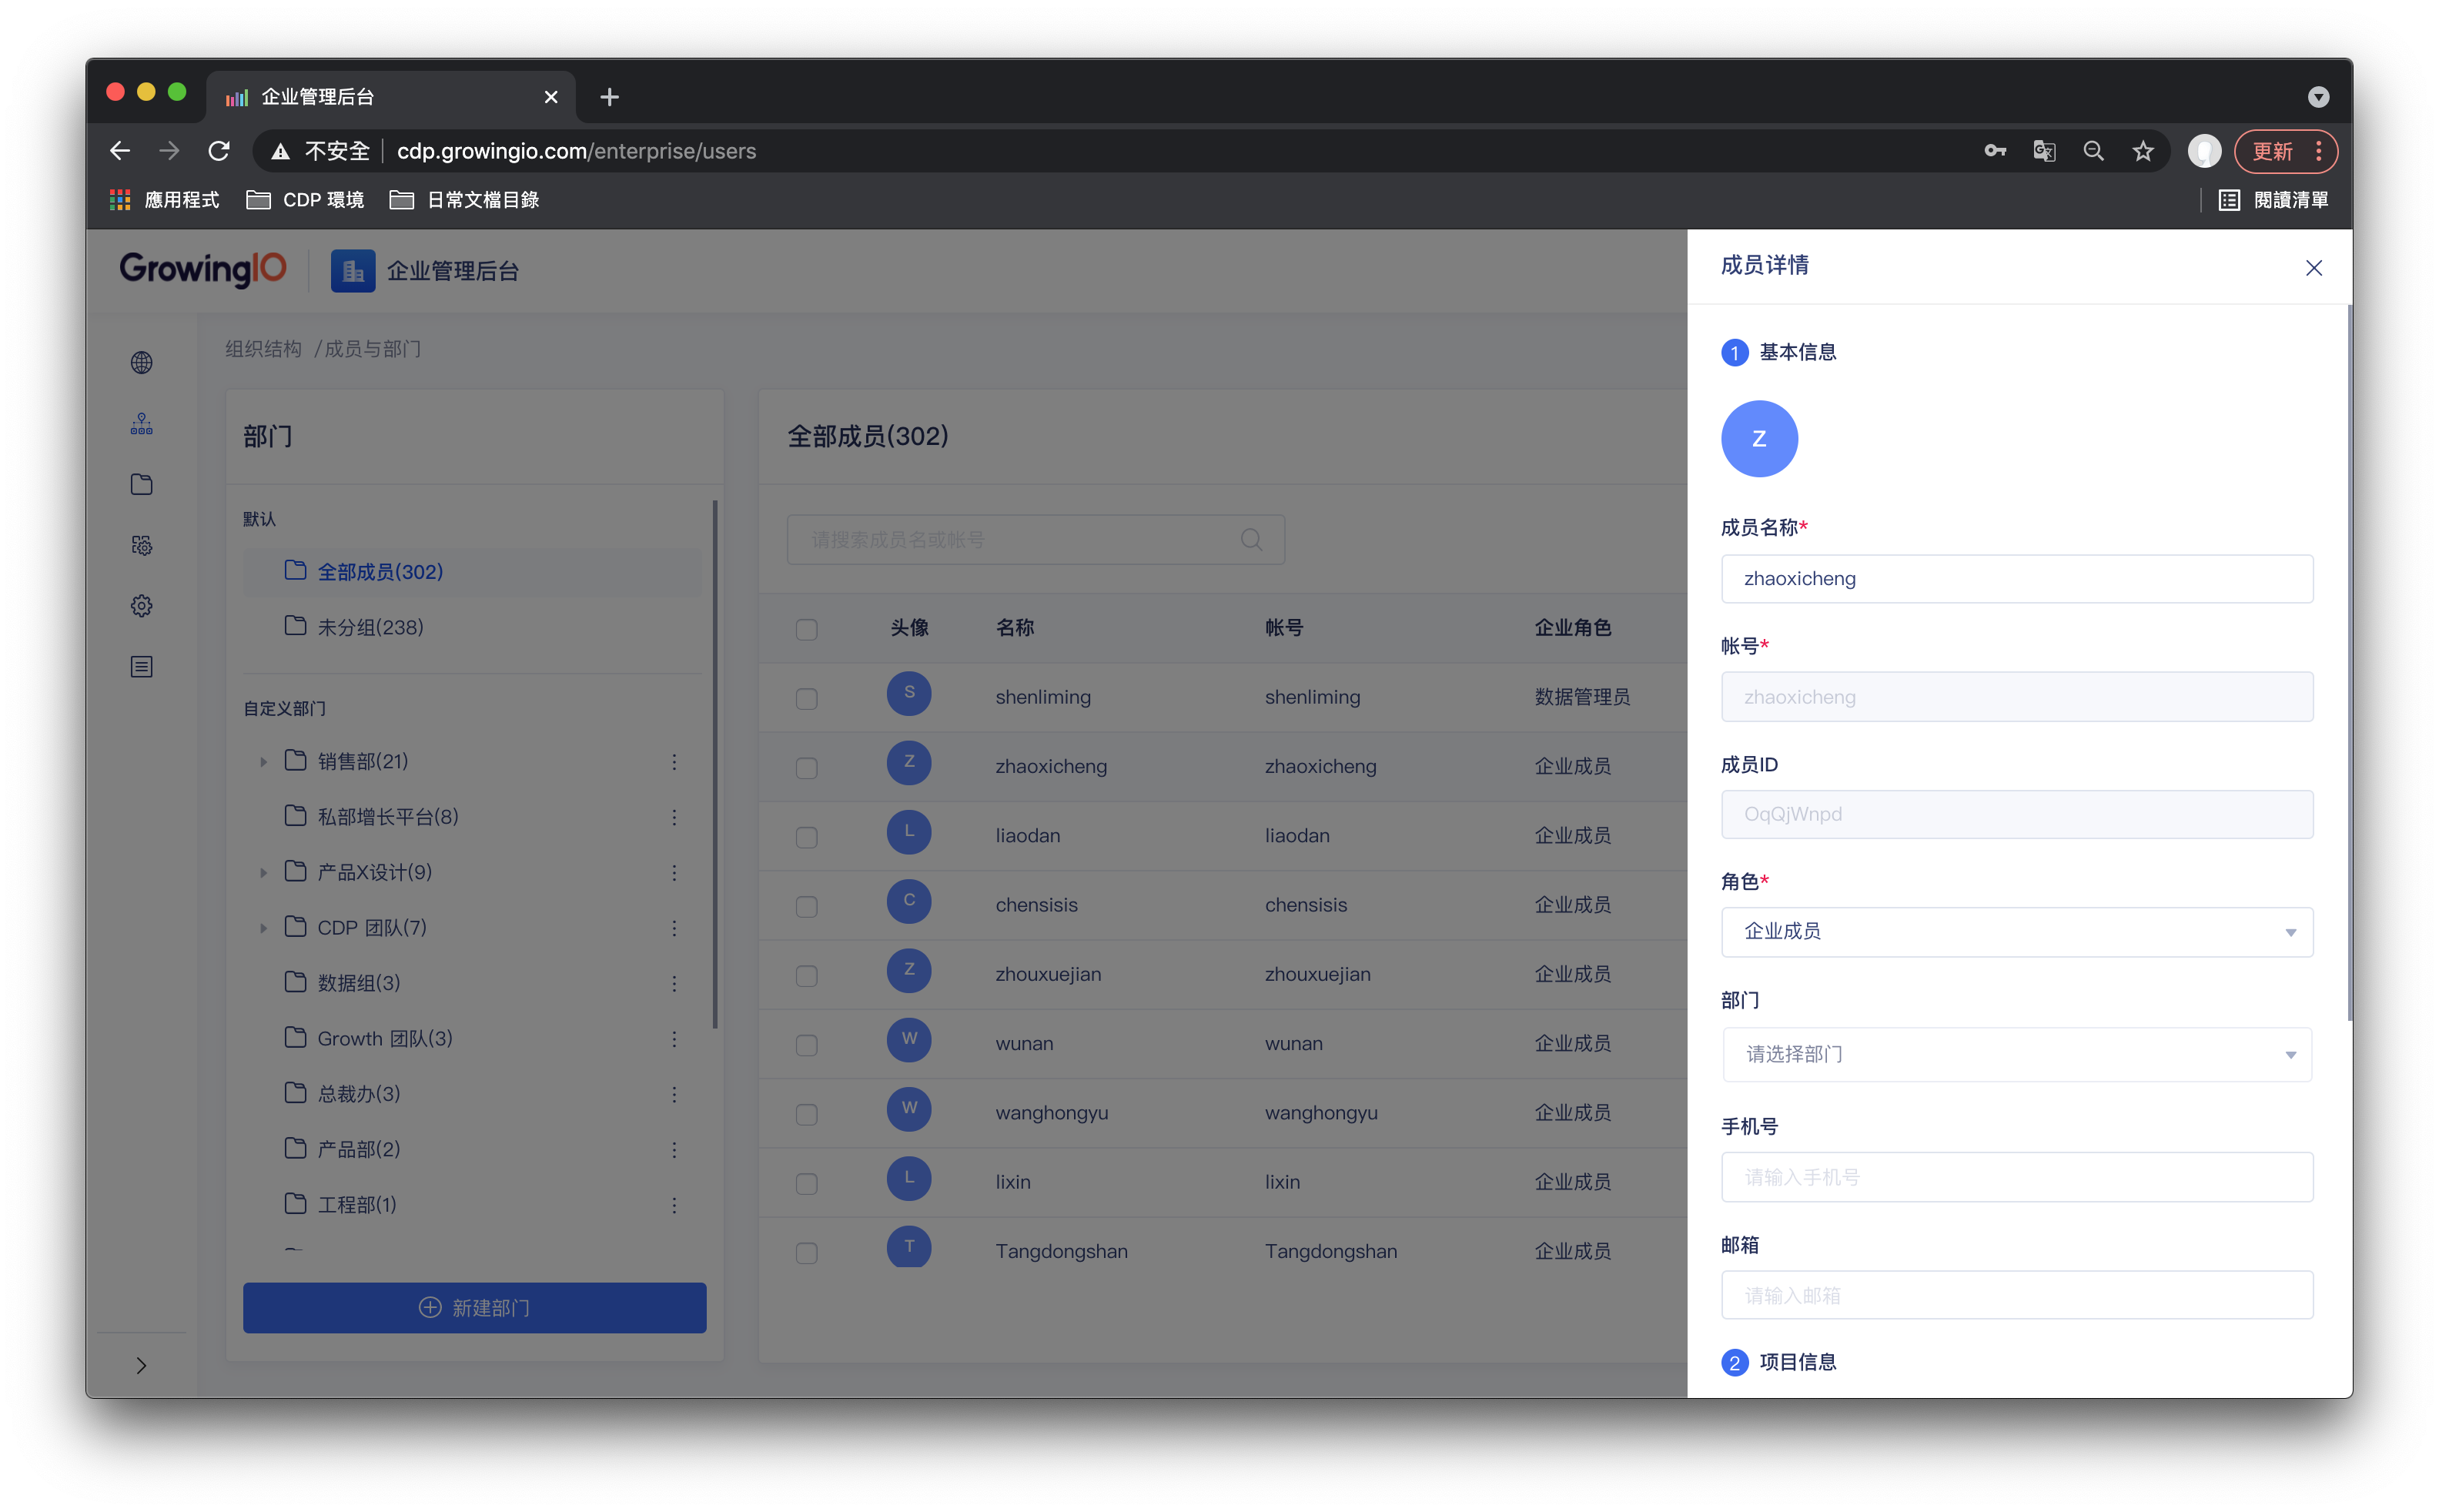 企业管理后台
不安全 cdp.growingio.com/enterprise/users
更新
應用程式 CDP 環境 日常文檔目錄 閱讀清單
GrowingIO 企业管理后台
组织结构 /成员与部门
部门
默认
全部成员(302)
未分组(238)
自定义部门
销售部(21)
私部增长平台(8)
产品X设计(9)
CDP 团队(7)
数据组(3)
Growth 团队(3)
总裁办(3)
产品部(2)
工程部(1)
新建部门
全部成员(302)
请搜索成员名或帐号
头像 名称 帐号 企业角色
S shenliming shenliming 数据管理员
Z zhaoxicheng zhaoxicheng 企业成员
L liaodan liaodan 企业成员
C chensisis chensisis 企业成员
Z zhouxuejian zhouxuejian 企业成员
W wunan wunan 企业成员
W wanghongyu wanghongyu 企业成员
L lixin lixin 企业成员
T Tangdongshan Tangdongshan 企业成员
成员详情
1 基本信息
Z
成员名称*
zhaoxicheng
帐号*
zhaoxicheng
成员ID
OqQjWnpd
角色*
企业成员
部门
请选择部门
手机号
请输入手机号
邮箱
请输入邮箱
2 项目信息